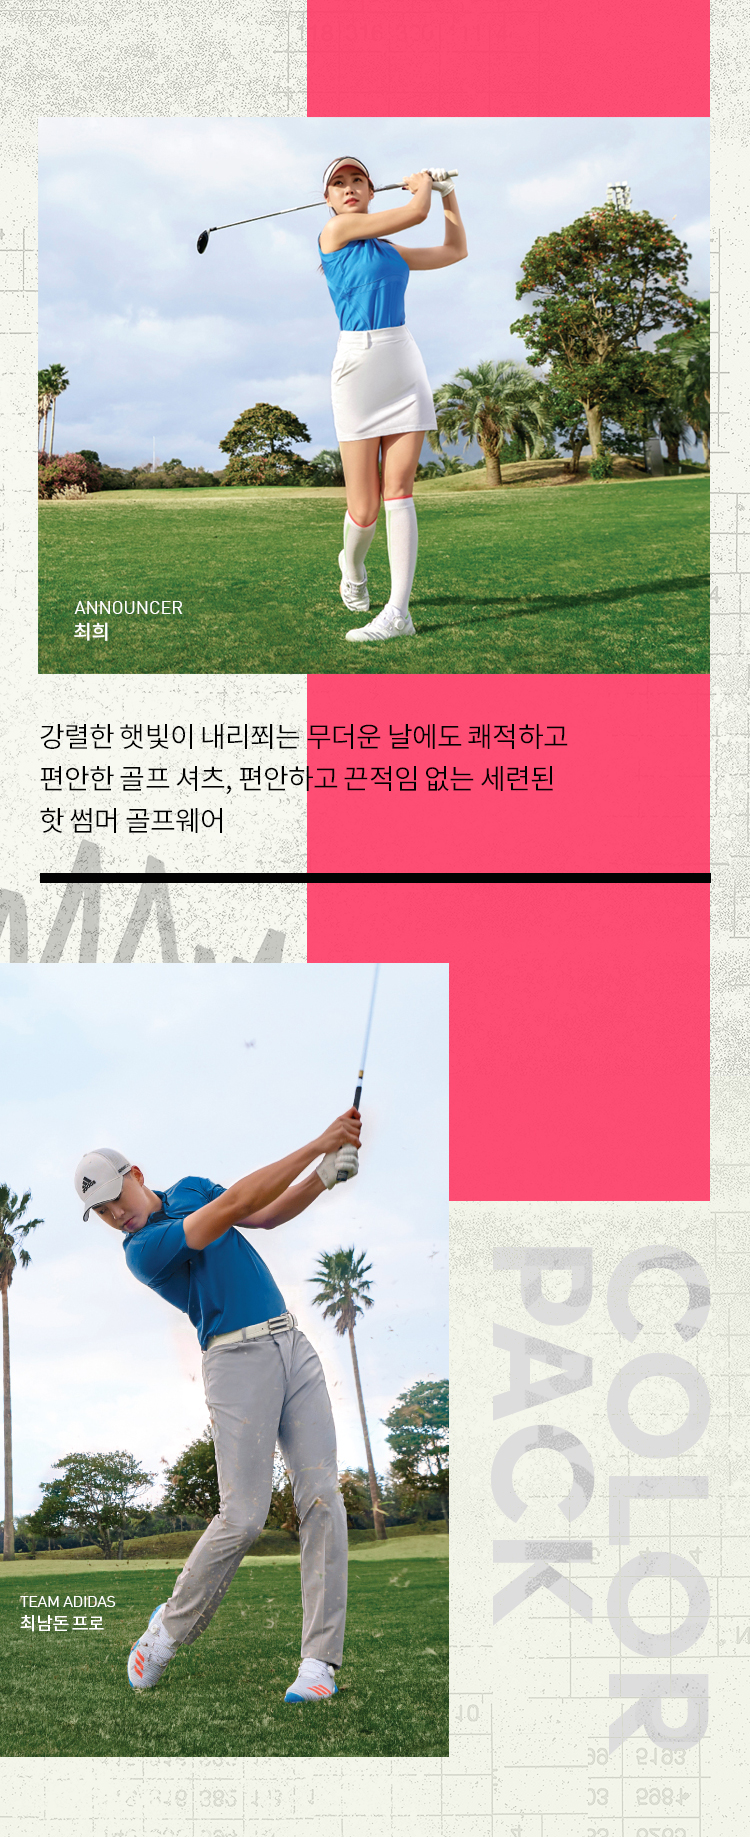 ANNOUNCER
최희
강렬한 햇빛이 내리쬐는 무더운 날에도 쾌적하고
편안한 골프 셔츠, 편안하고 끈적임 없는 세련된
핫 썸머 골프웨어
TEAM ADIDAS
최남돈 프로
COLOR
PACK